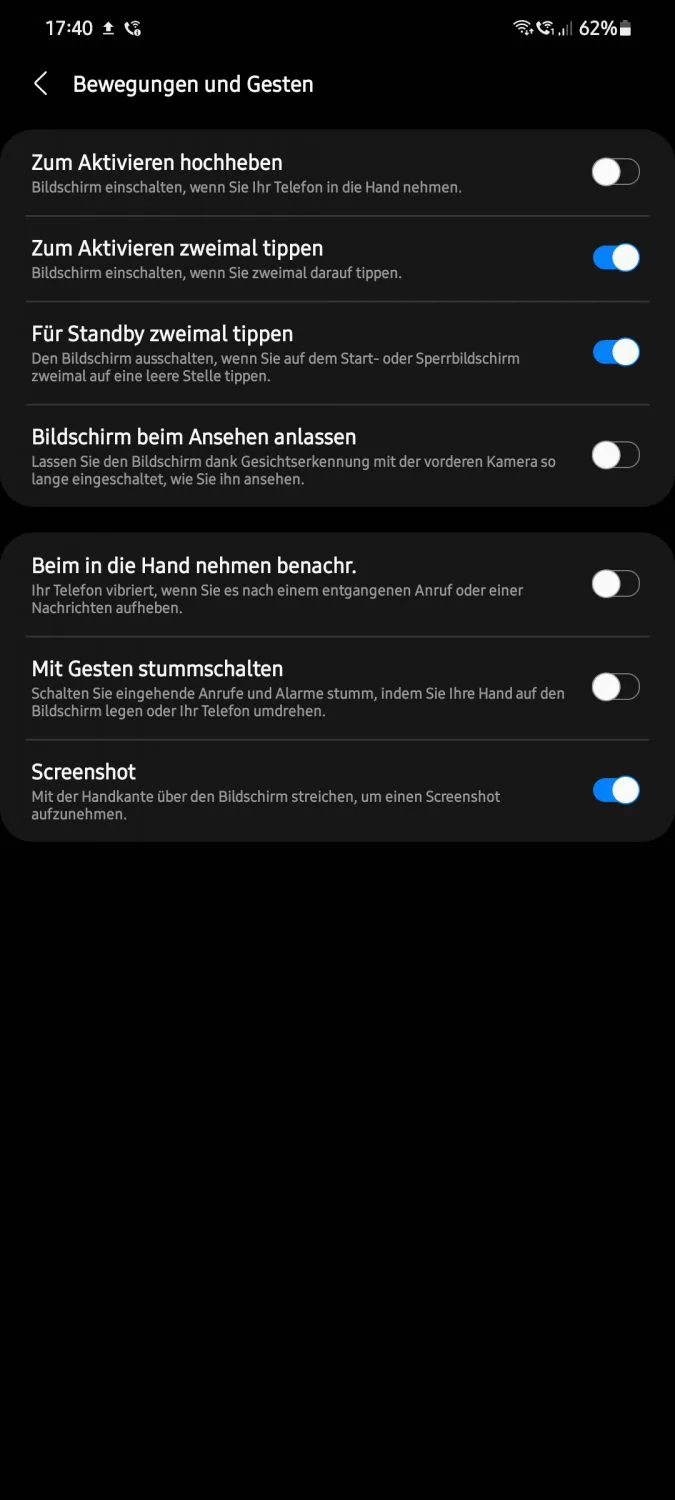 17:40 62%
Bewegungen und Gesten
Zum Aktivieren hochheben
Bildschirm einschalten, wenn Sie Ihr Telefon in die Hand nehmen.
Zum Aktivieren zweimal tippen
Bildschirm einschalten, wenn Sie zweimal darauf tippen.
Für Standby zweimal tippen
Den Bildschirm ausschalten, wenn Sie auf dem Start- oder Sperrbildschirm
zweimal auf eine leere Stelle tippen.
Bildschirm beim Ansehen anlassen
Lassen Sie den Bildschirm dank Gesichtserkennung mit der vorderen Kamera so
lange eingeschaltet, wie Sie ihn ansehen.
Beim in die Hand nehmen benachr.
Ihr Telefon vibriert, wenn Sie es nach einem entgangenen Anruf oder einer
Nachrichten aufheben.
Mit Gesten stummschalten
Schalten Sie eingehende Anrufe und Alarme stumm, indem Sie Ihre Hand auf den
Bildschirm legen oder Ihr Telefon umdrehen.
Screenshot
Mit der Handkante über den Bildschirm streichen, um einen Screenshot
aufzunehmen.